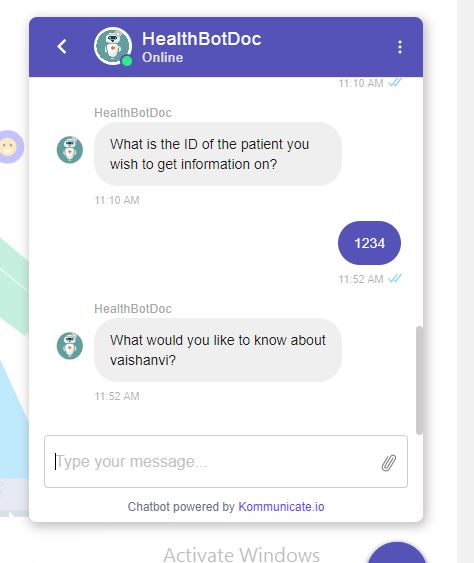 HealthBotDoc
Online
11:10 AM
HealthBotDoc
What is the ID of the patient you
wish to get information on?
11:10 AM
1234
11:52 AM
HealthBotDoc
What would you like to know about
vaishanvi?
11:52 AM
Type your message...
Chatbot powered by Kommunicate.io
Activate Windows